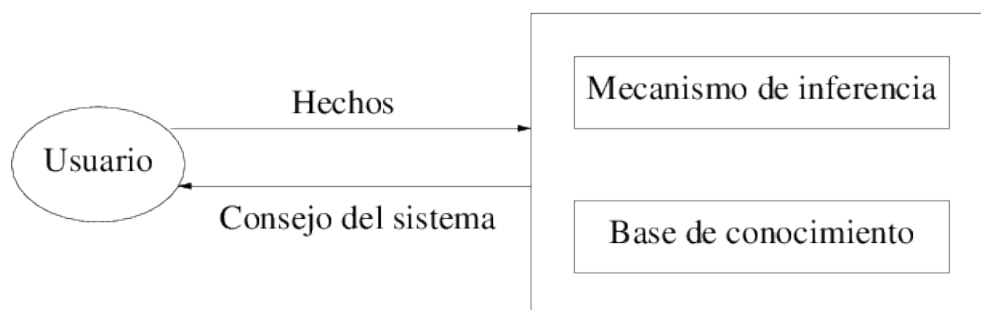 Hechos
Usuario
Consejo del sistema
Mecanismo de inferencia
Base de conocimiento